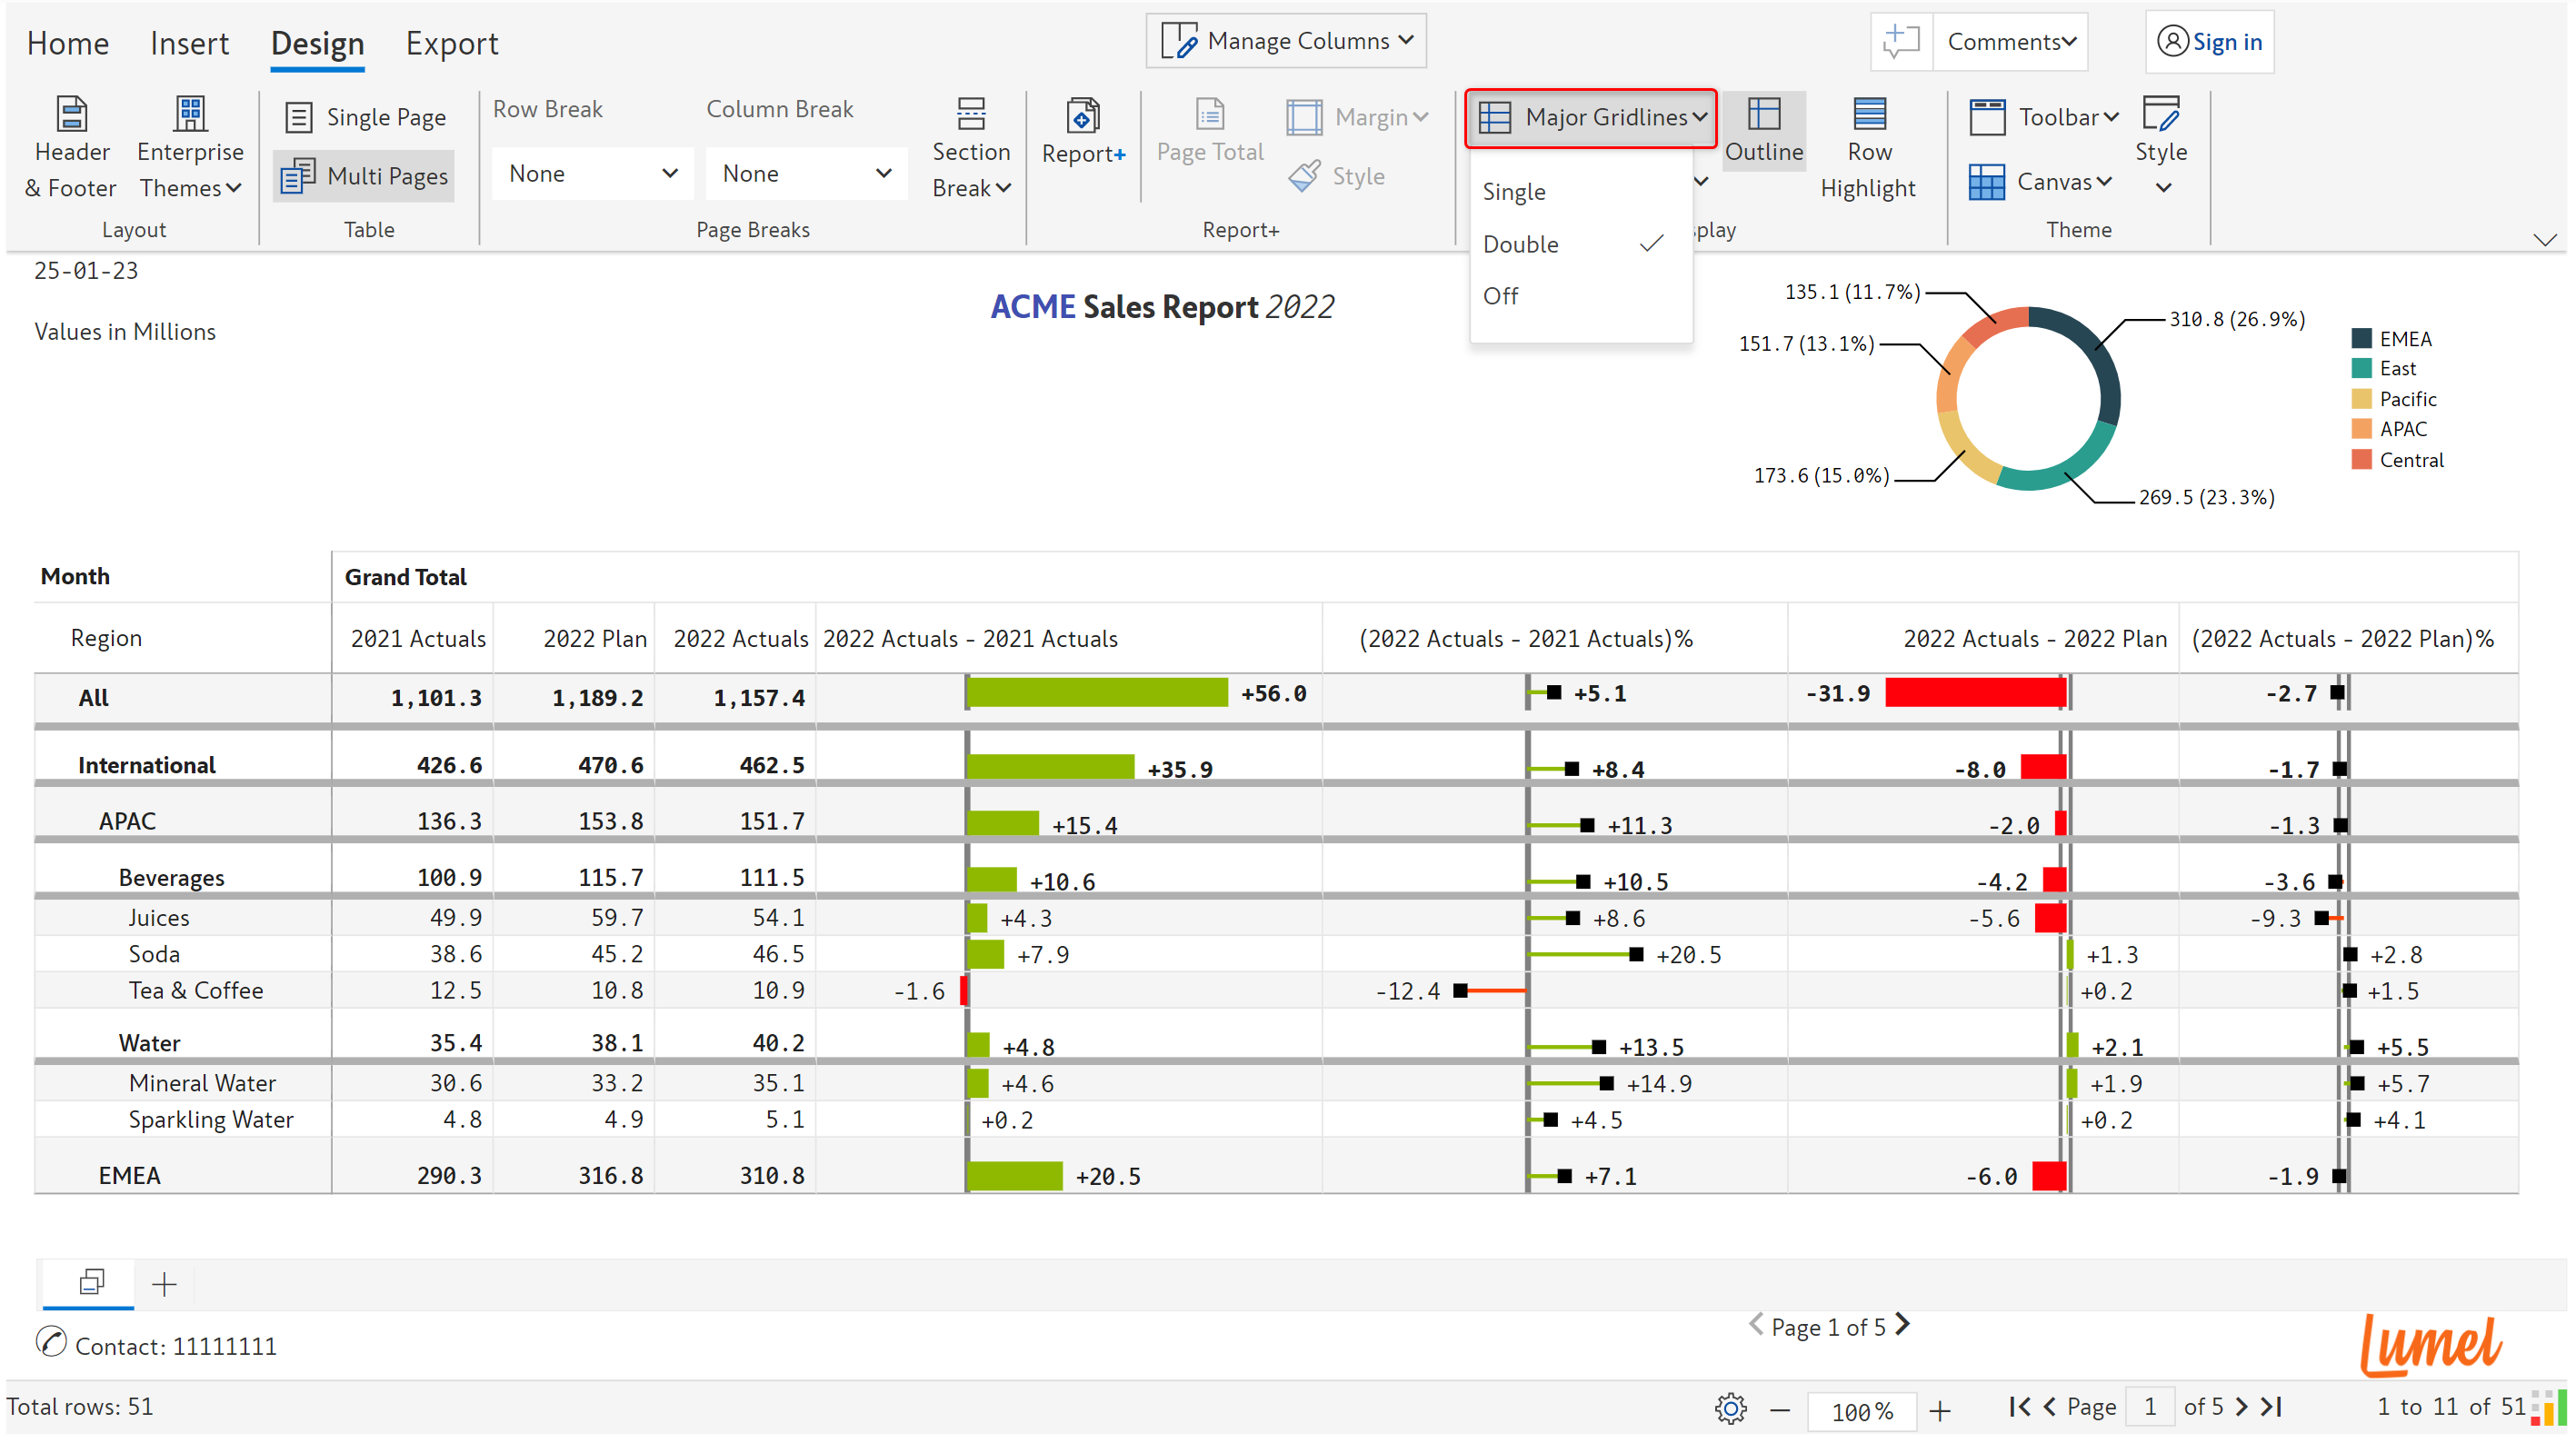 Home Insert Design Export Manage Columns Comments Sign in
Header & Footer
Enterprise Themes
Layout
Single Page
Multi Pages
Table
Row Break Column Break
None None
Section Break
Page Breaks
Report+
Page Total
Margin
Style
Report+
Major Gridlines
Single
Double
Off
Outline
Row Highlight
splay
Toolbar
Canvas
Style
Theme
25-01-23
Values in Millions
ACME Sales Report 2022
135.1 (11.7%)
310.8 (26.9%)
151.7 (13.1%)
173.6 (15.0%)
269.5 (23.3%)
EMEA
East
Pacific
APAC
Central
Month Grand Total
Region 2021 Actuals 2022 Plan 2022 Actuals 2022 Actuals - 2021 Actuals (2022 Actuals - 2021 Actuals)% 2022 Actuals - 2022 Plan (2022 Actuals - 2022 Plan)%
All 1,101.3 1,189.2 1,157.4 +56.0 +5.1 -31.9 -2.7
International 426.6 470.6 462.5 +35.9 +8.4 -8.0 -1.7
APAC 136.3 153.8 151.7 +15.4 +11.3 -2.0 -1.3
Beverages 100.9 115.7 111.5 +10.6 +10.5 -4.2 -3.6
Juices 49.9 59.7 54.1 +4.3 +8.6 -5.6 -9.3
Soda 38.6 45.2 46.5 +7.9 +20.5 +1.3 +2.8
Tea & Coffee 12.5 10.8 10.9 -1.6 -12.4 +0.2 +1.5
Water 35.4 38.1 40.2 +4.8 +13.5 +2.1 +5.5
Mineral Water 30.6 33.2 35.1 +4.6 +14.9 +1.9 +5.7
Sparkling Water 4.8 4.9 5.1 +0.2 +4.5 +0.2 +4.1
EMEA 290.3 316.8 310.8 +20.5 +7.1 -6.0 -1.9
Page 1 of 5
Contact: 11111111
Lumel
Total rows: 51 100% Page 1 of 5 1 to 11 of 51